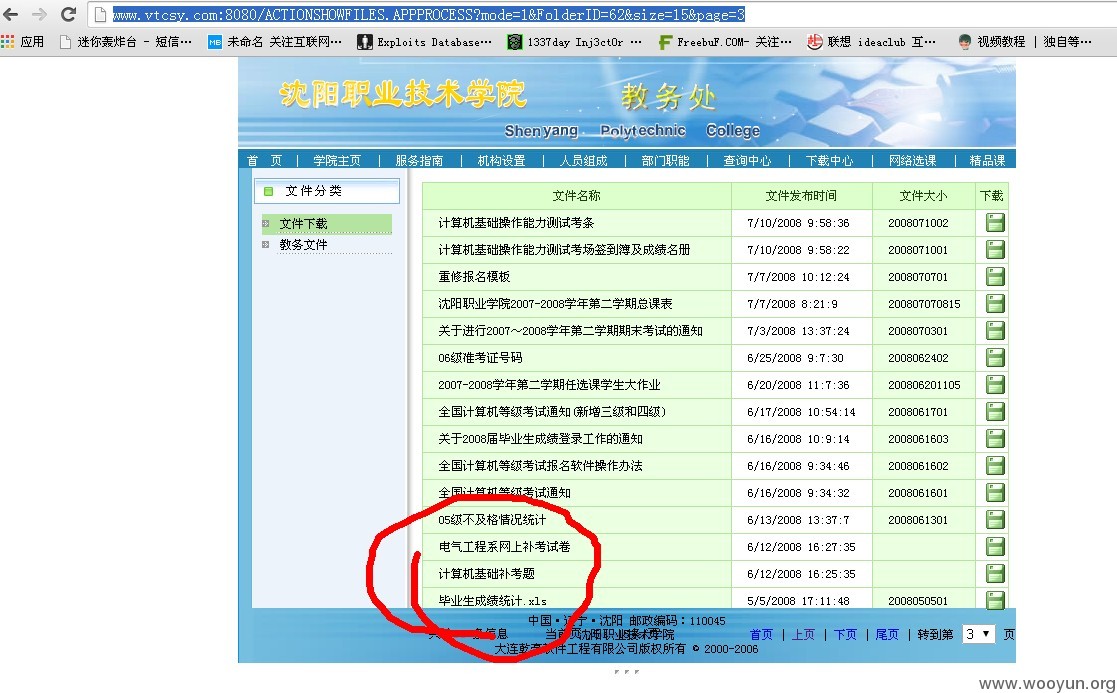 www.vtcsy.com:8080/ACTIONSHOWFILES.APPPROCESS?mode=1&FolderID=62&size=15&page=3
应用 迷你轰炸台 - 短信… MB 未命名 关注互联网… Exploits Database… 1337day Inj3ct0r … FreebuF.COM- 关注… 联想 ideaclub 互… 视频教程 | 独自等…
沈阳职业技术学院 教务处
Shenyang Polytechnic College
首 页 | 学院主页 | 服务指南 | 机构设置 | 人员组成 | 部门职能 | 查询中心 | 下载中心 | 网络选课 | 精品课
文件分类
文件下载
教务文件
文件名称 文件发布时间 文件大小 下载
计算机基础操作能力测试考条 7/10/2008 9:58:36 2008071002
计算机基础操作能力测试考场签到簿及成绩名册 7/10/2008 9:58:22 2008071001
重修报名模板 7/7/2008 10:12:24 2008070701
沈阳职业学院2007-2008学年第二学期总课表 7/7/2008 8:21:9 200807070815
关于进行2007~2008学年第二学期期末考试的通知 7/3/2008 13:37:24 2008070301
06级准考证号码 6/25/2008 9:7:30 2008062402
2007-2008学年第二学期任选课学生大作业 6/20/2008 11:7:36 200806201105
全国计算机等级考试通知(新增三级和四级) 6/17/2008 10:54:14 2008061701
关于2008届毕业生成绩登录工作的通知 6/16/2008 10:9:14 2008061603
全国计算机等级考试报名软件操作办法 6/16/2008 9:34:46 2008061602
全国计算机等级考试通知 6/16/2008 9:34:32 2008061601
05级不及格情况统计 6/13/2008 13:37:7 2008061301
电气工程系网上补考试卷 6/12/2008 16:27:35
计算机基础补考题 6/12/2008 16:25:35
毕业生成绩统计.xls 5/5/2008 17:11:48 2008050501
中国·辽宁·沈阳 邮政编码：110045
条信息 当前 沈阳职业技术学院 首页 | 上页 | 下页 | 尾页 | 转到第 3 页
大连乾亮软件工程有限公司版权所有 © 2000-2006
www.wooyun.org